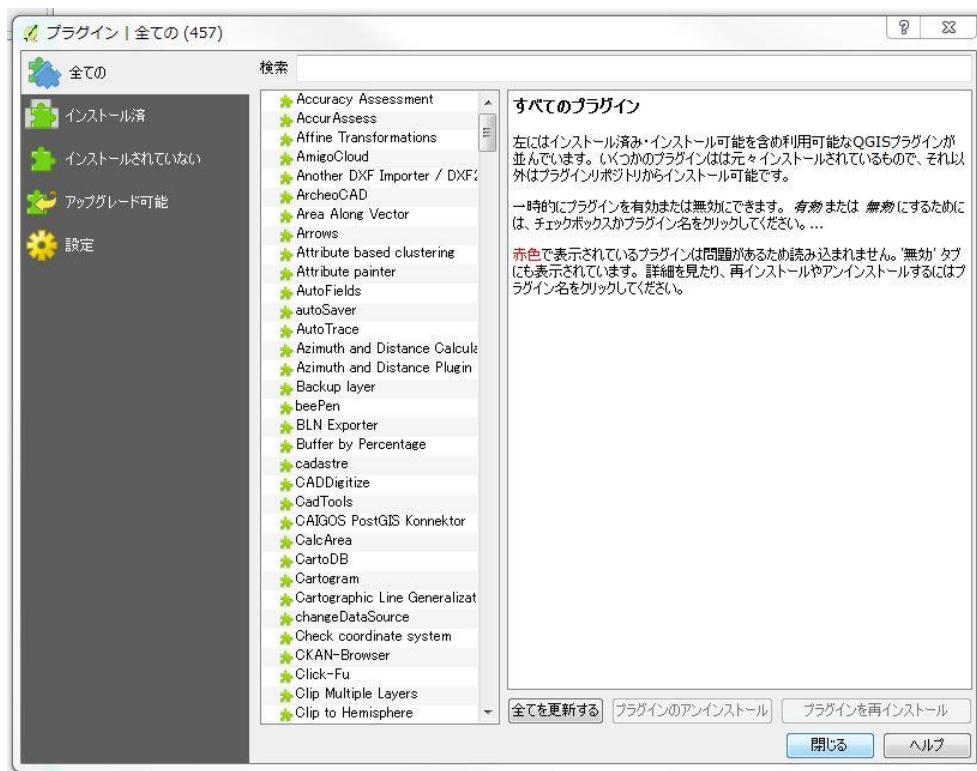 プラグイン | 全ての (457)
全ての
インストール済
インストールされていない
アップグレード可能
設定
検索
Accuracy Assessment
AccurAssess
Affine Transformations
AmigoCloud
Another DXF Importer / DXF2
ArcheoCAD
Area Along Vector
Arrows
Attribute based clustering
Attribute painter
AutoFields
autoSaver
AutoTrace
Azimuth and Distance Calcula
Azimuth and Distance Plugin
Backup layer
beePen
BLN Exporter
Buffer by Percentage
cadastre
CADDigitize
CadTools
CAIGOS PostGIS Konnektor
CalcArea
CartoDB
Cartogram
Cartographic Line Generalizat
changeDataSource
Check coordinate system
CKAN-Browser
Click-Fu
Clip Multiple Layers
Clip to Hemisphere
すべてのプラグイン
左にはインストール済み・インストール可能を含め利用可能なQGISプラグインが
並んでいます。いくつかのプラグインはは元々インストールされているもので、それ以
外はプラグインリポジトリからインストール可能です。
一時的にプラグインを有効または無効にできます。 有効 または 無効 にするために
は、チェックボックスかプラグイン名をクリックしてください。...
赤色で表示されているプラグインは問題があるため読み込まれません。'無効' タブ
にも表示されています。詳細を見たり、再インストールやアンインストールするにはプ
ラグイン名をクリックしてください。
全てを更新する
プラグインのアンインストール
プラグインを再インストール
閉じる
ヘルプ